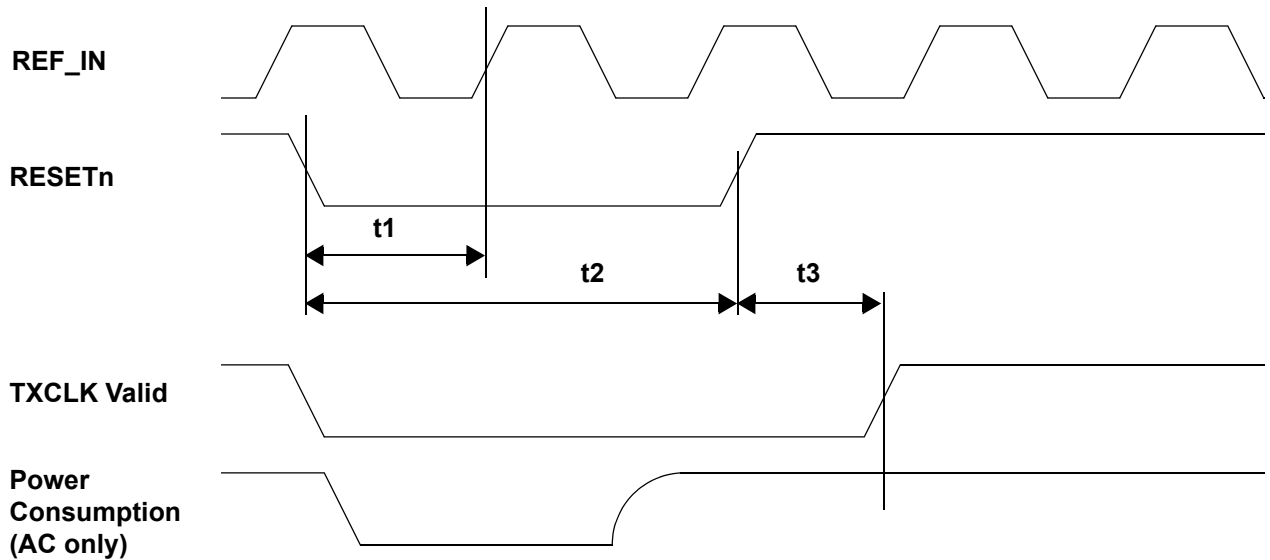 REF_IN
RESETn
t1
t2
t3
TXCLK Valid
Power
Consumption
(AC only)